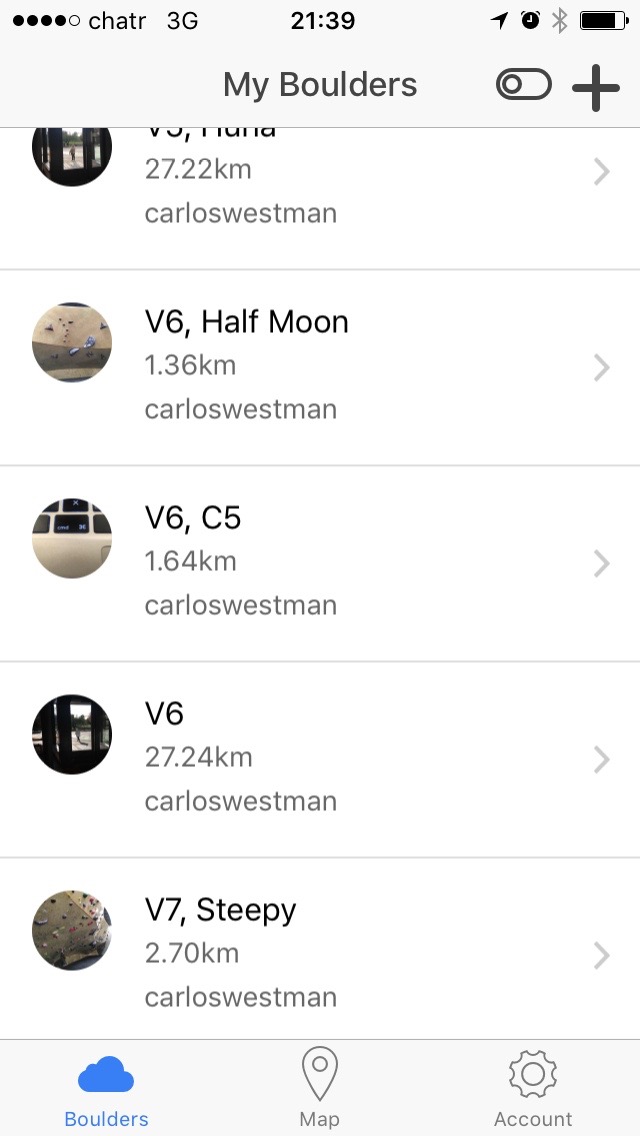 chatr 3G 21:39
My Boulders
27.22km
carloswestman
V6, Half Moon
1.36km
carloswestman
V6, C5
1.64km
carloswestman
V6
27.24km
carloswestman
V7, Steepy
2.70km
carloswestman
Boulders Map Account